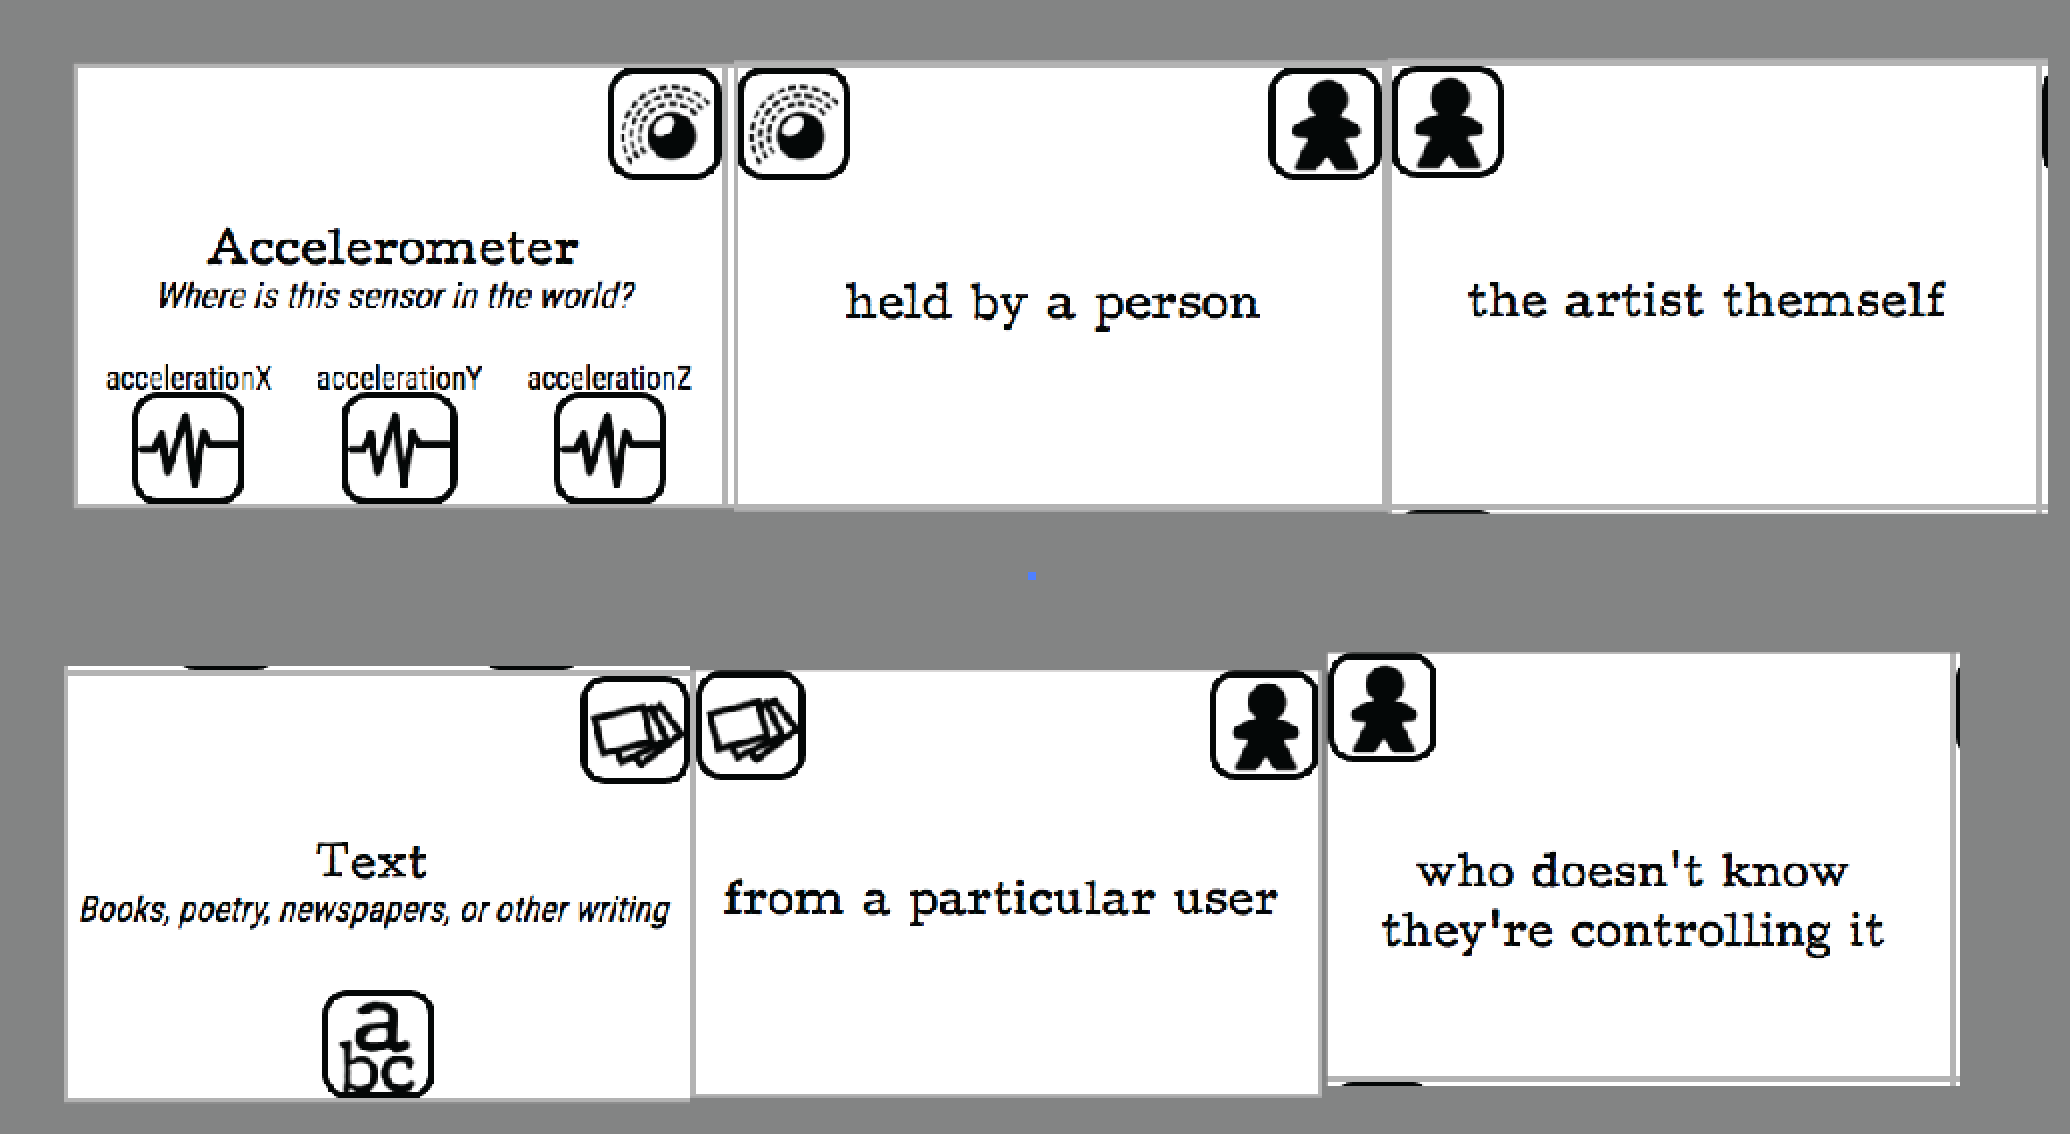 Accelerometer
Where is this sensor in the world?
accelerationX accelerationY accelerationZ
held by a person
the artist themself
Text
Books, poetry, newspapers, or other writing
a
bc
from a particular user
who doesn't know
they're controlling it